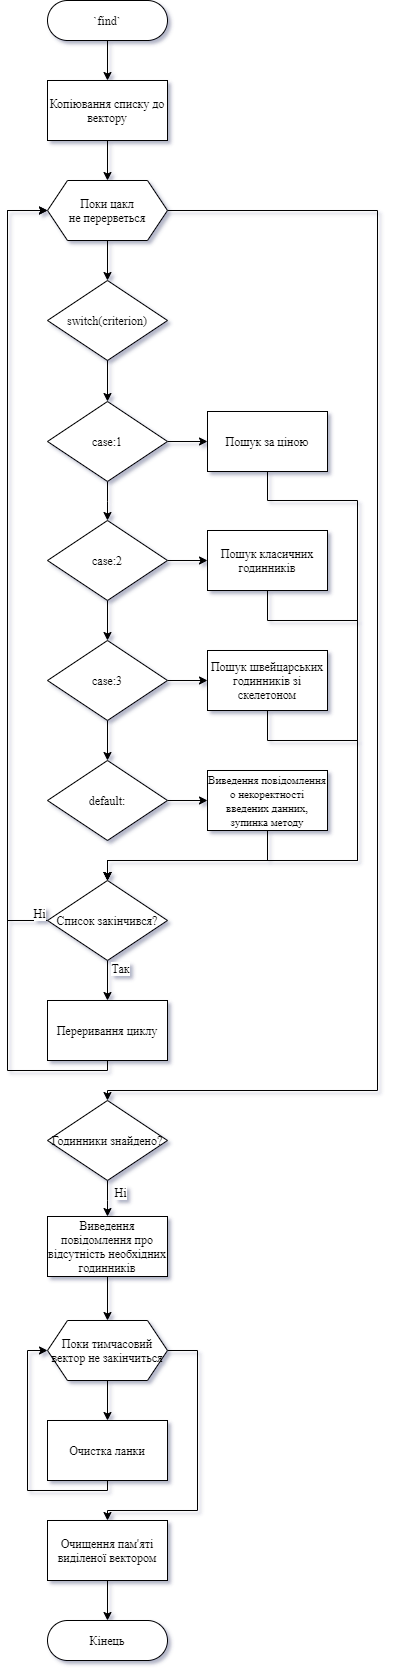 `find`
Копіювання списку до
вектору
Поки цакл
не перерветься
switch(criterion)
case:1
Пошук за ціною
case:2
Пошук класичних
годинників
case:3
Пошук швейцарських
годинників зі
скелетоном
default:
Виведення повідомлення
о некоректності
введених данних,
зупинка методу
Ні
Список закінчився?
Так
Переривання циклу
Годинники знайдено?
Ні
Виведення
повідомлення про
відсутність необхідних
годинників
Поки тимчасовий
вектор не закінчиться
Очистка ланки
Очищення пам'яті
виділеної вектором
Кінець